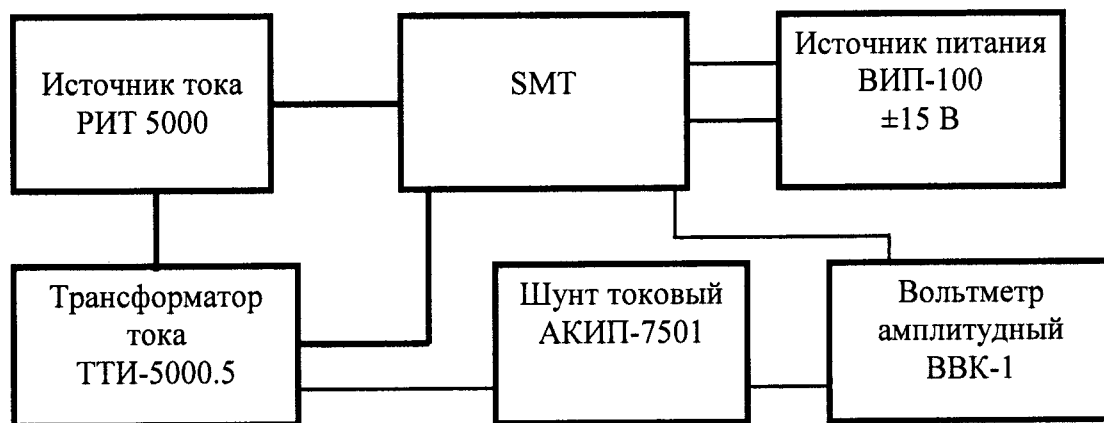 Источник тока
РИТ 5000
SMT
Источник питания
ВИП-100
±15 В
Трансформатор
тока
ТТИ-5000.5
Шунт токовый
АКИП-7501
Вольтметр
амплитудный
ВВК-1